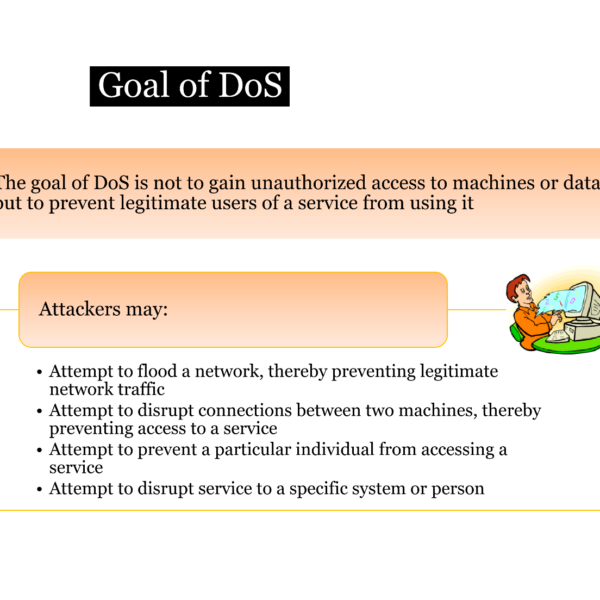 Goal of DoS
The goal of DoS is not to gain unauthorized access to machines or data
but to prevent legitimate users of a service from using it
Attackers may:
• Attempt to flood a network, thereby preventing legitimate
network traffic
• Attempt to disrupt connections between two machines, thereby
preventing access to a service
• Attempt to prevent a particular individual from accessing a
service
• Attempt to disrupt service to a specific system or person